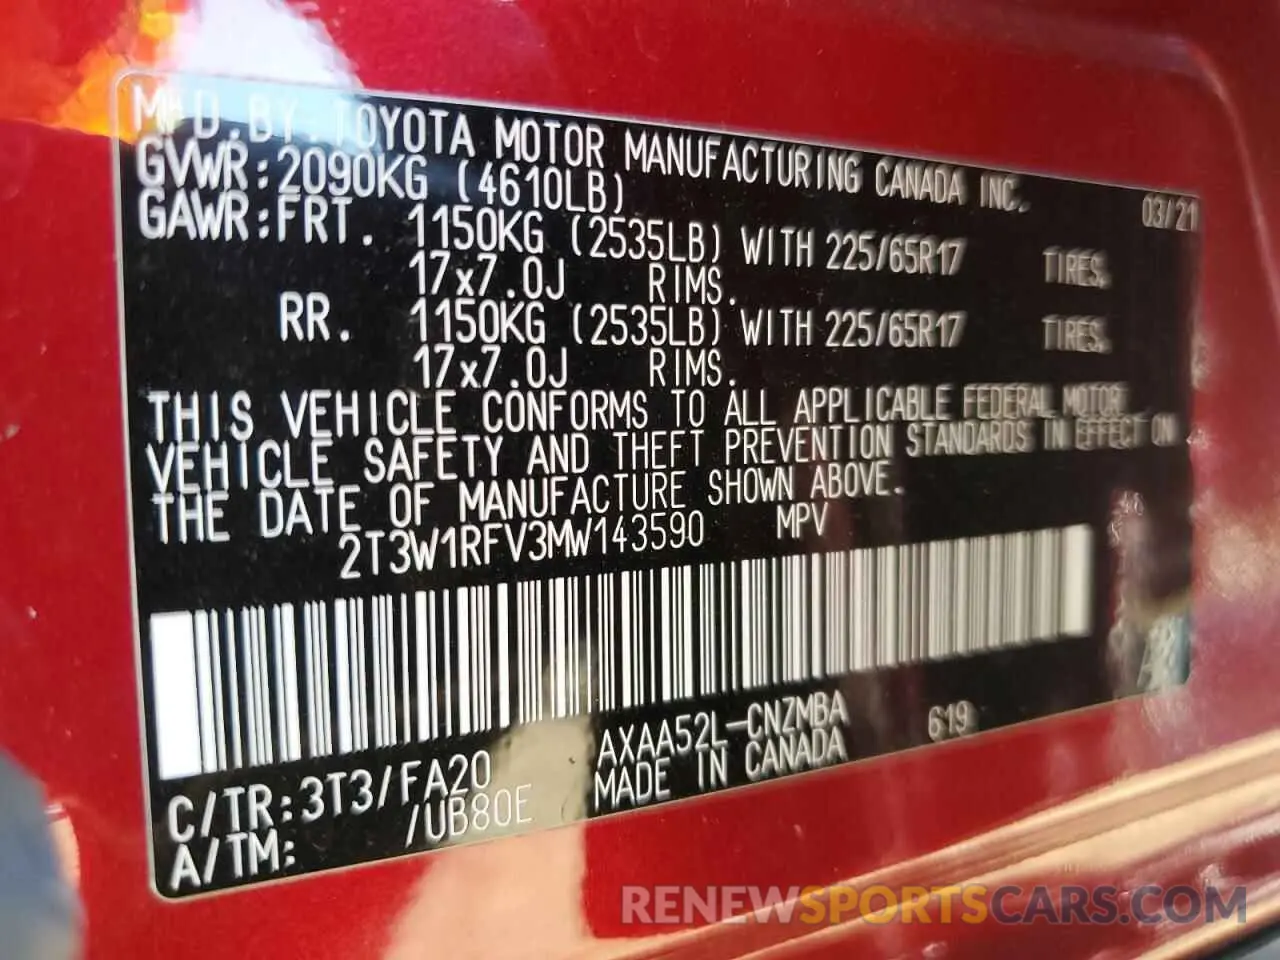 MFD.BY:TOYOTA MOTOR MANUFACTURING CANADA INC. 03/21
GVWR:2090KG (4610LB)
GAWR:FRT. 1150KG (2535LB) WITH 225/65R17 TIRES,
17x7.0J RIMS.
RR. 1150KG (2535LB) WITH 225/65R17 TIRES,
17x7.0J RIMS.
THIS VEHICLE CONFORMS TO ALL APPLICABLE FEDERAL MOTOR
VEHICLE SAFETY AND THEFT PREVENTION STANDARDS IN EFFECT ON
THE DATE OF MANUFACTURE SHOWN ABOVE.
2T3W1RFV3MW143590 MPV
C/TR:3T3/FA20 AXAA52L-CNZMBA 619
A/TM: /UB80E MADE IN CANADA
RENEWSPORTSCARS.COM